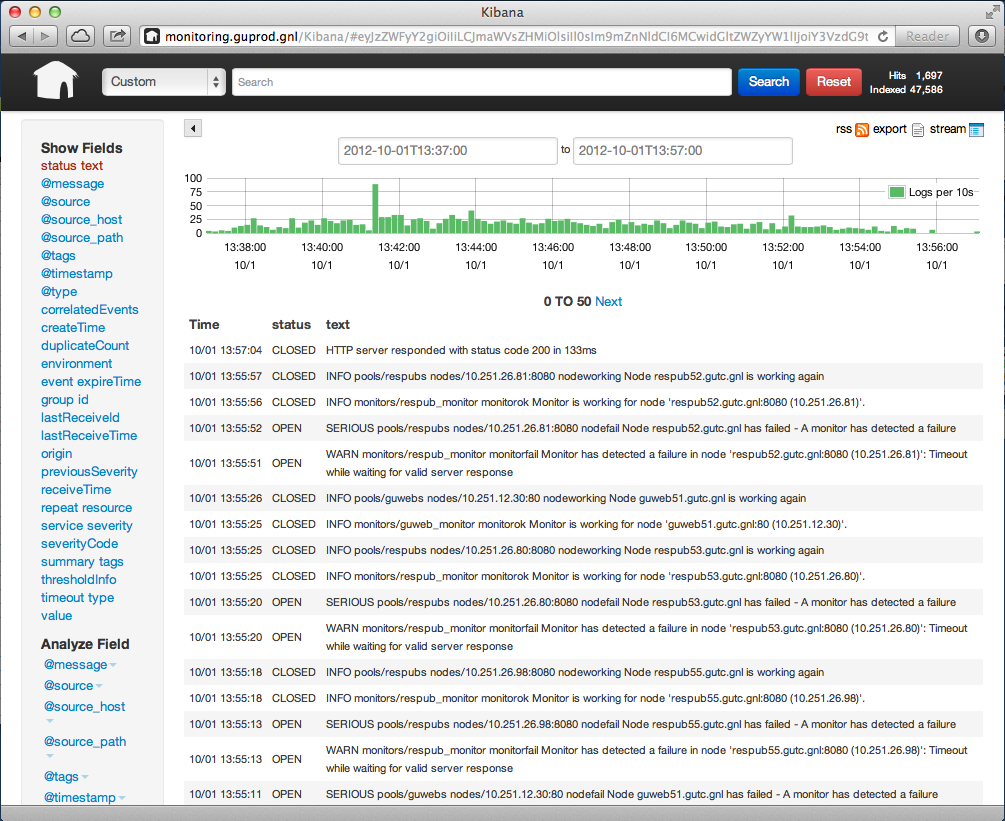 Kibana
monitoring.guprod.gnl/Kibana/#eyJzZWFyY2giOiIiLCJmaWVsZHMiOlsiIl0sIm9mZnNldCI6MCwidGltZWZyYW1lIjoiY3VzdG9t
Reader
Custom
Search
Search
Reset
Hits 1,697
Indexed 47,586
rss export stream
Show Fields
status text
@message
@source
@source_host
@source_path
@tags
@timestamp
@type
correlatedEvents
createTime
duplicateCount
environment
event expireTime
group id
lastReceiveId
lastReceiveTime
origin
previousSeverity
receiveTime
repeat resource
service severity
severityCode
summary tags
thresholdInfo
timeout type
value
Analyze Field
@message
@source
@source_host
@source_path
@tags
@timestamp
2012-10-01T13:37:00 to 2012-10-01T13:57:00
100
75
50
25
0
Logs per 10s
13:38:00 13:40:00 13:42:00 13:44:00 13:46:00 13:48:00 13:50:00 13:52:00 13:54:00 13:56:00
10/1 10/1 10/1 10/1 10/1 10/1 10/1 10/1 10/1 10/1
0 TO 50 Next
Time status text
10/01 13:57:04 CLOSED HTTP server responded with status code 200 in 133ms
10/01 13:55:57 CLOSED INFO pools/respubs nodes/10.251.26.81:8080 nodeworking Node respub52.gutc.gnl is working again
10/01 13:55:56 CLOSED INFO monitors/respub_monitor monitorok Monitor is working for node 'respub52.gutc.gnl:8080 (10.251.26.81)'.
10/01 13:55:52 OPEN SERIOUS pools/respubs nodes/10.251.26.81:8080 nodefail Node respub52.gutc.gnl has failed - A monitor has detected a failure
10/01 13:55:51 OPEN WARN monitors/respub_monitor monitorfail Monitor has detected a failure in node 'respub52.gutc.gnl:8080 (10.251.26.81)': Timeout
while waiting for valid server response
10/01 13:55:26 CLOSED INFO pools/guwebs nodes/10.251.12.30:80 nodeworking Node guweb51.gutc.gnl is working again
10/01 13:55:25 CLOSED INFO monitors/guweb_monitor monitorok Monitor is working for node 'guweb51.gutc.gnl:80 (10.251.12.30)'.
10/01 13:55:25 CLOSED INFO pools/respubs nodes/10.251.26.80:8080 nodeworking Node respub53.gutc.gnl is working again
10/01 13:55:25 CLOSED INFO monitors/respub_monitor monitorok Monitor is working for node 'respub53.gutc.gnl:8080 (10.251.26.80)'.
10/01 13:55:20 OPEN SERIOUS pools/respubs nodes/10.251.26.80:8080 nodefail Node respub53.gutc.gnl has failed - A monitor has detected a failure
10/01 13:55:20 OPEN WARN monitors/respub_monitor monitorfail Monitor has detected a failure in node 'respub53.gutc.gnl:8080 (10.251.26.80)': Timeout
while waiting for valid server response
10/01 13:55:18 CLOSED INFO pools/respubs nodes/10.251.26.98:8080 nodeworking Node respub55.gutc.gnl is working again
10/01 13:55:18 CLOSED INFO monitors/respub_monitor monitorok Monitor is working for node 'respub55.gutc.gnl:8080 (10.251.26.98)'.
10/01 13:55:13 OPEN SERIOUS pools/respubs nodes/10.251.26.98:8080 nodefail Node respub55.gutc.gnl has failed - A monitor has detected a failure
10/01 13:55:13 OPEN WARN monitors/respub_monitor monitorfail Monitor has detected a failure in node 'respub55.gutc.gnl:8080 (10.251.26.98)': Timeout
while waiting for valid server response
10/01 13:55:11 OPEN SERIOUS pools/guwebs nodes/10.251.12.30:80 nodefail Node guweb51.gutc.gnl has failed - A monitor has detected a failure